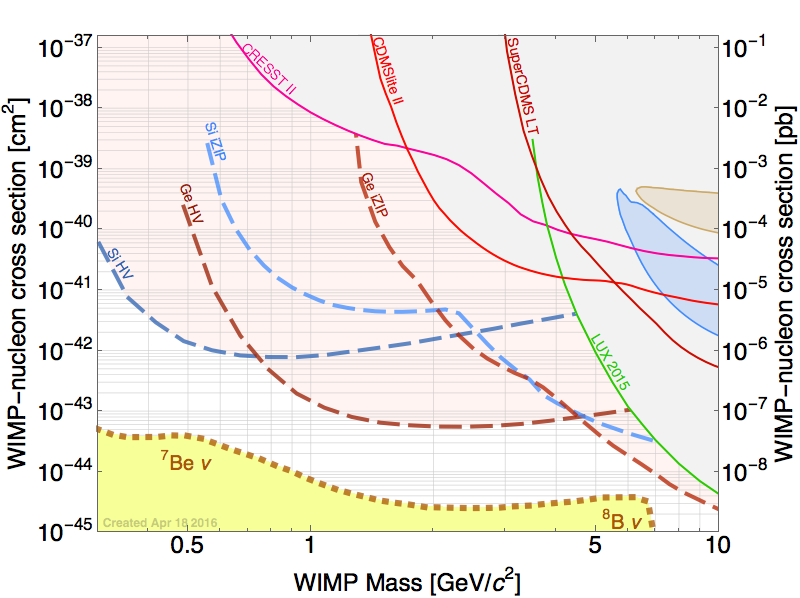 10⁻³⁷
10⁻³⁸
10⁻³⁹
10⁻⁴⁰
10⁻⁴¹
10⁻⁴²
10⁻⁴³
10⁻⁴⁴
10⁻⁴⁵
WIMP−nucleon cross section [cm²]
CRESST II
CDMSlite II
SuperCDMS LT
Si iZIP
Ge HV
Ge iZIP
Si HV
LUX 2015
⁷Be ν
⁸B ν
Created Apr 18 2016
10⁻¹
10⁻²
10⁻³
10⁻⁴
10⁻⁵
10⁻⁶
10⁻⁷
10⁻⁸
WIMP−nucleon cross section [pb]
0.5 1 5 10
WIMP Mass [GeV/c²]